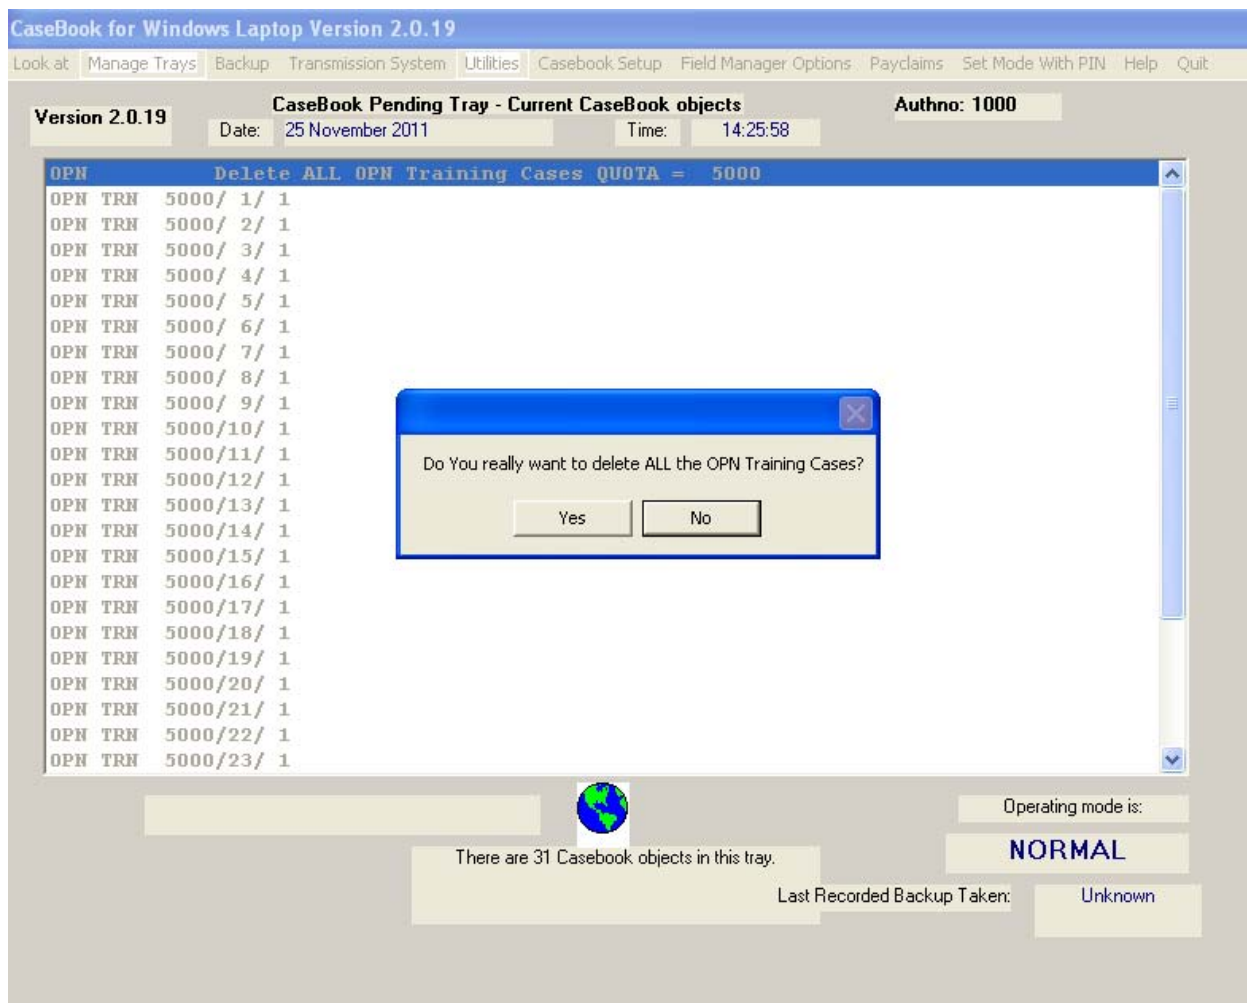 CaseBook for Windows Laptop Version 2.0.19
Look at Manage Trays Backup Transmission System Utilities Casebook Setup Field Manager Options Payclaims Set Mode With PIN Help Quit
Version 2.0.19 CaseBook Pending Tray - Current CaseBook objects Authno: 1000
Date: 25 November 2011 Time: 14:25:58
OPN Delete ALL OPN Training Cases QUOTA = 5000
OPN TRN 5000/ 1/ 1
OPN TRN 5000/ 2/ 1
OPN TRN 5000/ 3/ 1
OPN TRN 5000/ 4/ 1
OPN TRN 5000/ 5/ 1
OPN TRN 5000/ 6/ 1
OPN TRN 5000/ 7/ 1
OPN TRN 5000/ 8/ 1
OPN TRN 5000/ 9/ 1
OPN TRN 5000/10/ 1
OPN TRN 5000/11/ 1
OPN TRN 5000/12/ 1
OPN TRN 5000/13/ 1
OPN TRN 5000/14/ 1
OPN TRN 5000/15/ 1
OPN TRN 5000/16/ 1
OPN TRN 5000/17/ 1
OPN TRN 5000/18/ 1
OPN TRN 5000/19/ 1
OPN TRN 5000/20/ 1
OPN TRN 5000/21/ 1
OPN TRN 5000/22/ 1
OPN TRN 5000/23/ 1
Do You really want to delete ALL the OPN Training Cases?
Yes No
Operating mode is:
NORMAL
There are 31 Casebook objects in this tray.
Last Recorded Backup Taken: Unknown